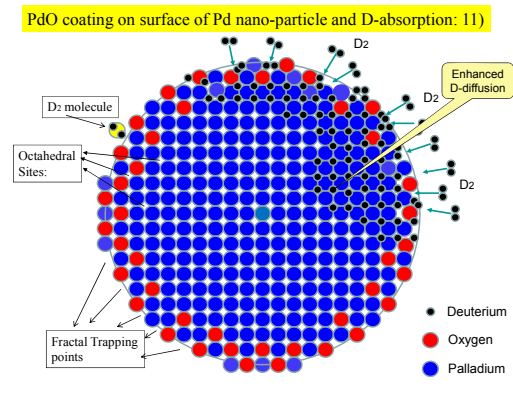 PdO coating on surface of Pd nano-particle and D-absorption: 11)
D2
Enhanced
D-diffusion
D2
D2 molecule
Octahedral
Sites:
D2
Fractal Trapping
points
Deuterium
Oxygen
Palladium